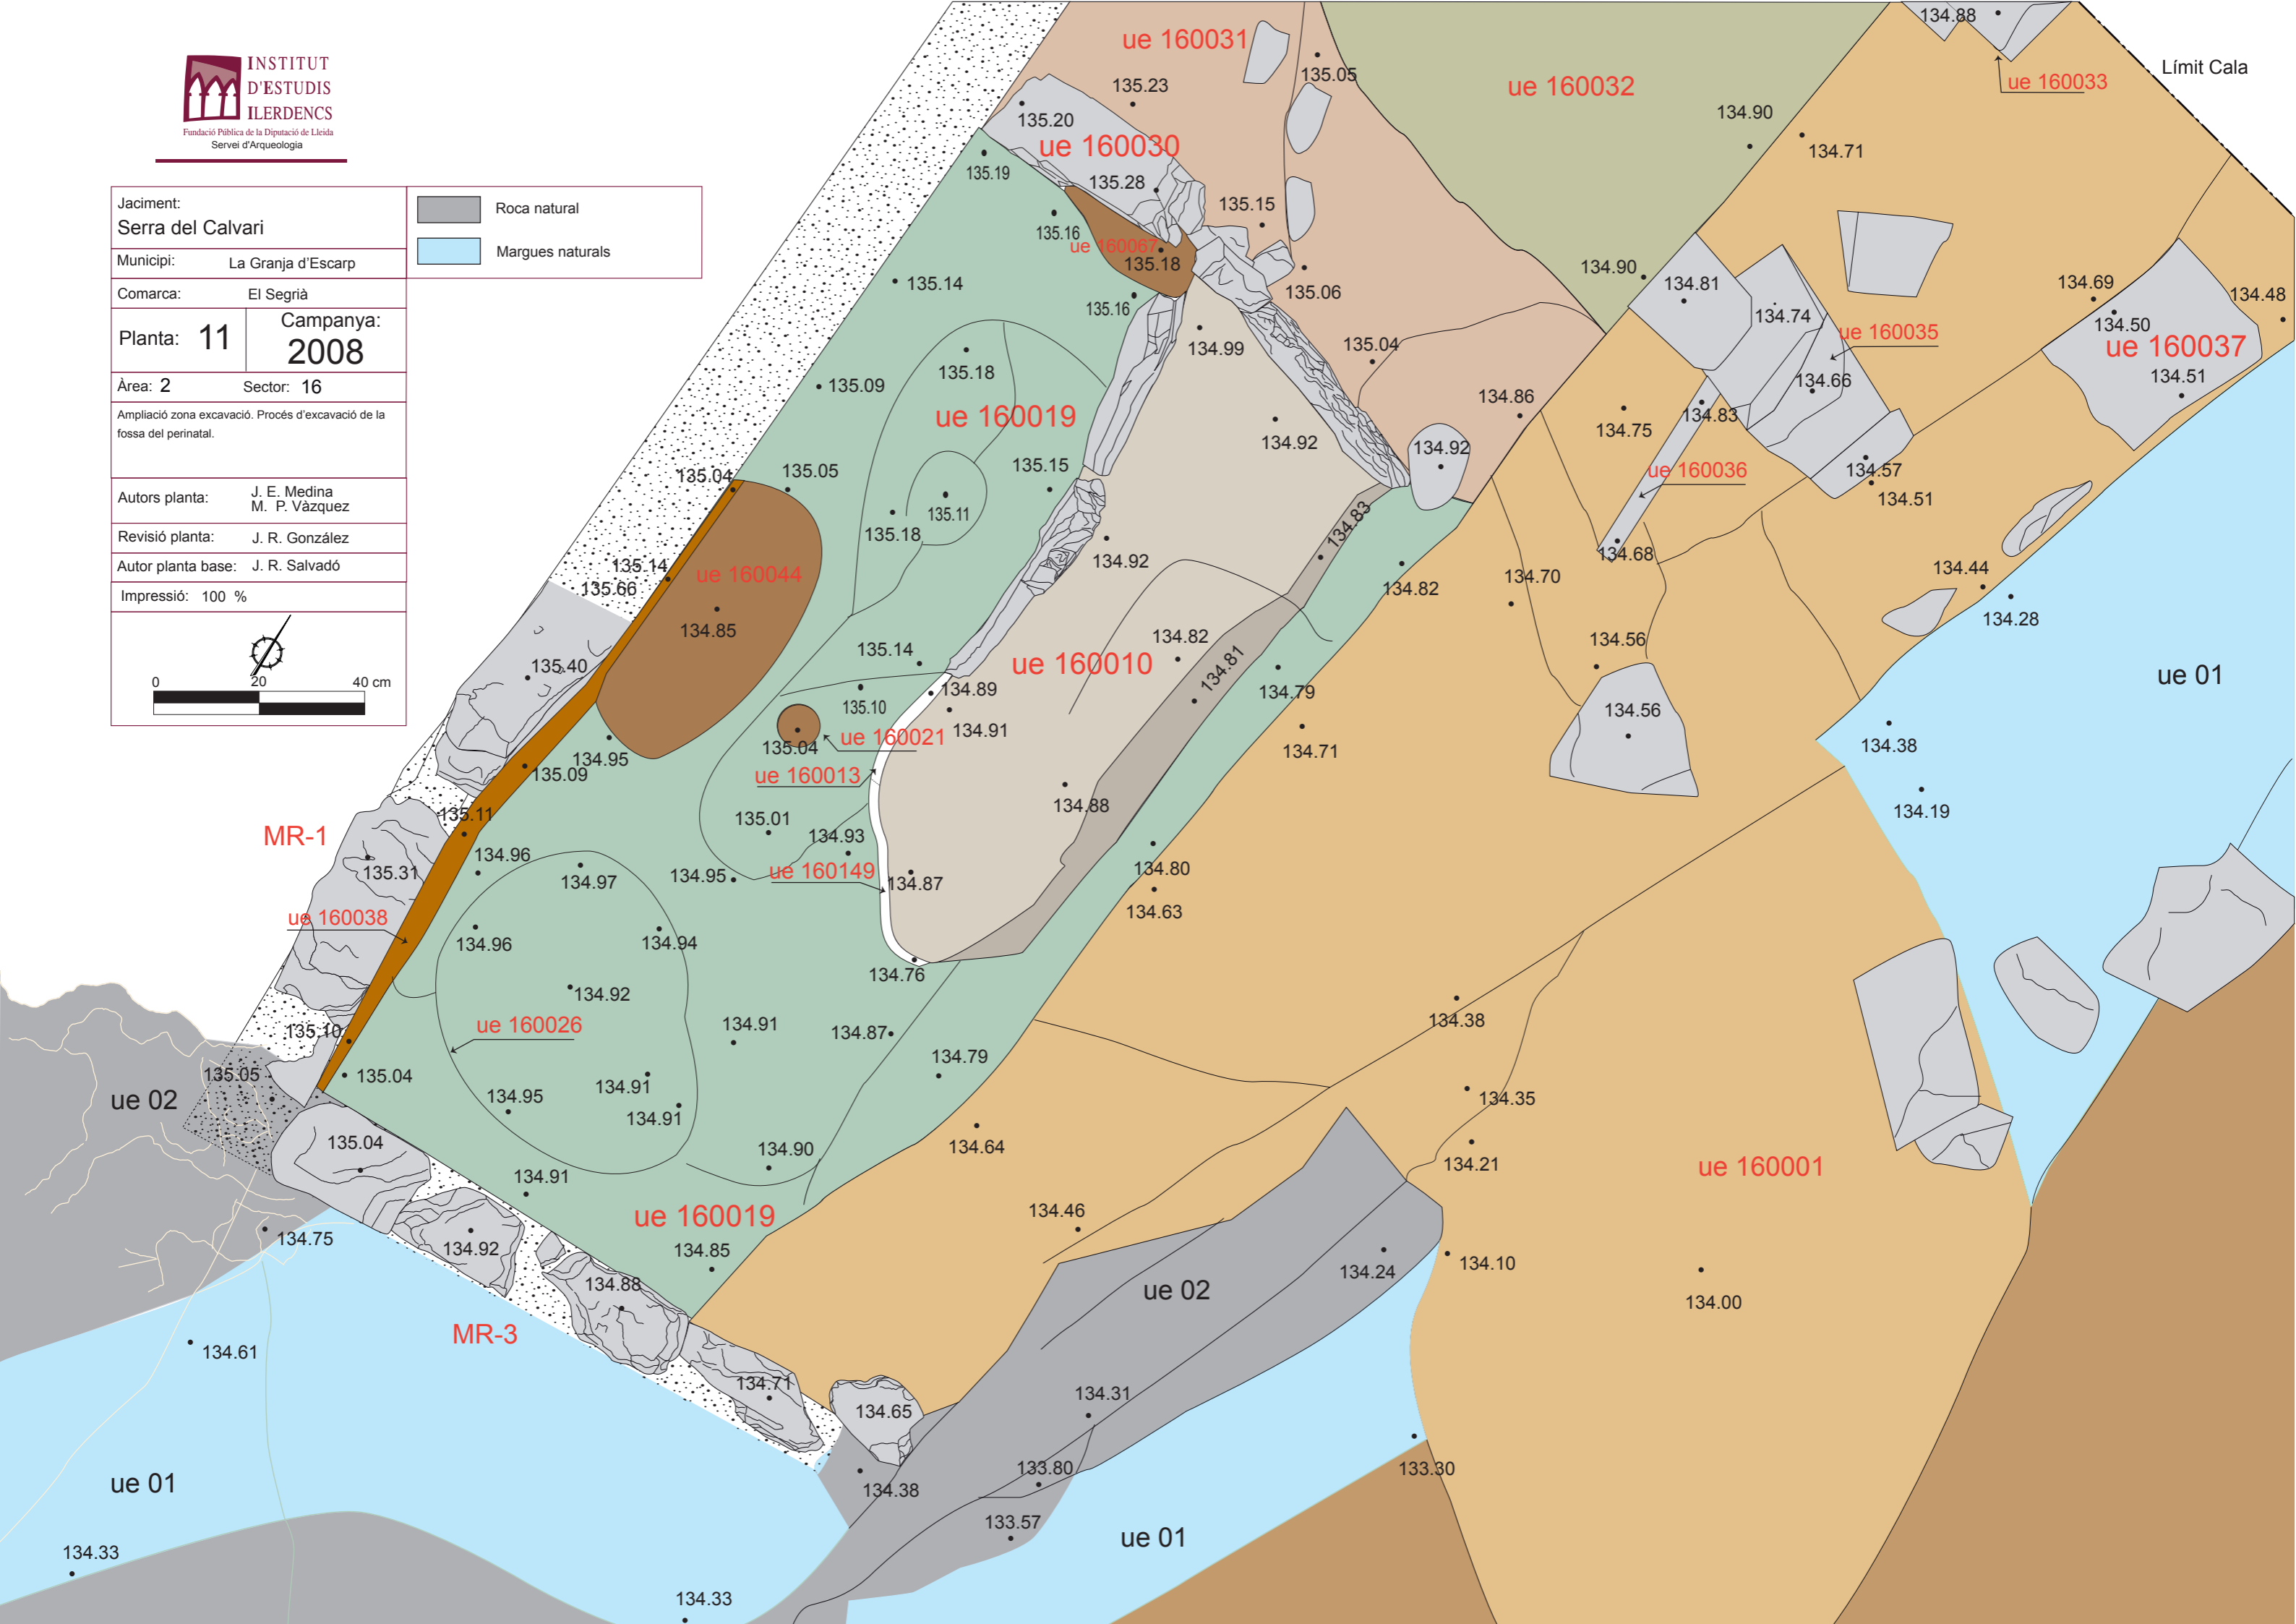 INSTITUT
D'ESTUDIS
ILERDENCS
Fundació Pública de la Diputació de Lleida
Servei d'Arqueologia
Jaciment:
Serra del Calvari
Municipi: La Granja d'Escarp
Comarca: El Segrià
Planta: 11 Campanya: 2008
Àrea: 2 Sector: 16
Ampliació zona excavació. Procés d'excavació de la
fossa del perinatal.
Autors planta: J. E. Medina
M. P. Vàzquez
Revisió planta: J. R. González
Autor planta base: J. R. Salvadó
Impressió: 100 %
0 20 40 cm
Roca natural
Margues naturals
134.88
Límit Cala
ue 160031
135.05
ue 160033
135.23
ue 160032
135.20
134.90
ue 160030
134.71
135.19
135.28
135.15
135.16
ue 160067
135.18
134.90
135.14
135.06
134.81
134.69
134.48
135.16
134.74
134.50
ue 160035
ue 160037
134.99
135.04
135.18
135.09
134.66
134.51
134.86
ue 160019
134.83
134.75
134.92
134.92
135.04
135.05
135.15
ue 160036
134.57
134.51
135.11
135.18
134.83
134.92
134.68
135.14
ue 160044
135.66
134.82
134.70
134.44
134.28
134.85
134.82
134.56
135.14
ue 160010
134.81
135.40
134.89
134.79
ue 01
135.10
134.56
134.91
ue 160021
135.04
134.71
134.38
134.95
135.09
ue 160013
134.88
135.11
134.19
MR-1
135.01
134.93
134.96
134.97
134.95
ue 160149
134.87
134.80
135.31
134.63
ue 160038
134.96
134.94
134.76
134.92
134.38
ue 160026
134.91
134.87
135.10
134.79
135.05
135.04
134.91
134.95
134.91
134.35
ue 02
135.04
134.90
134.64
134.21
ue 160001
134.91
134.46
ue 160019
134.75
134.92
134.85
134.10
134.24
134.88
ue 02
134.00
MR-3
134.61
134.71
134.31
134.65
133.80
133.30
ue 01
134.38
133.57
ue 01
134.33
134.33